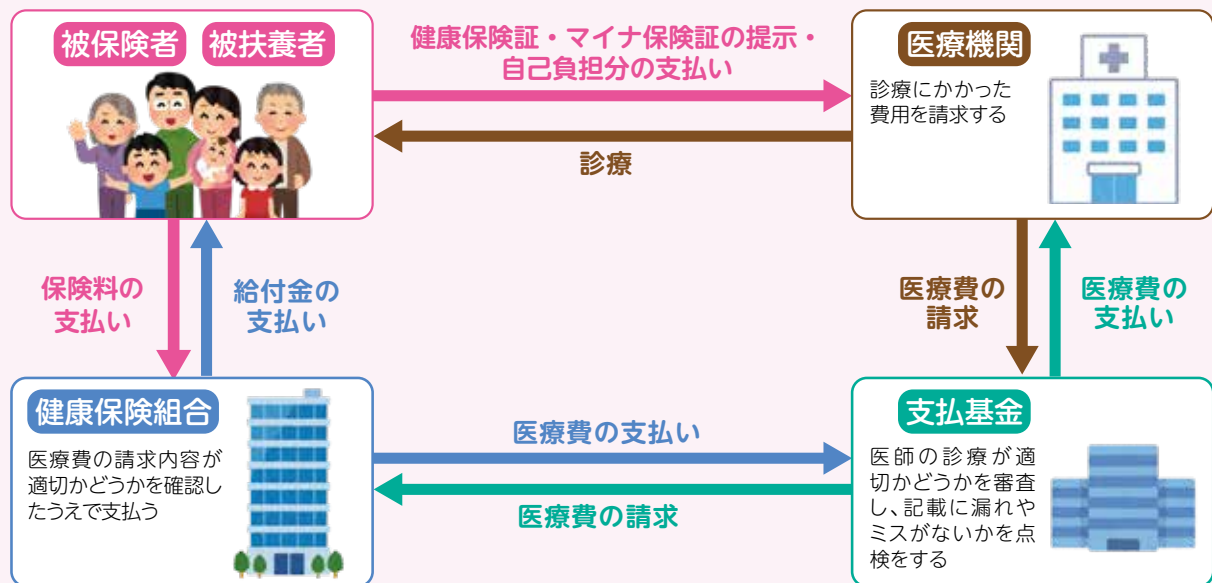 被保険者 被扶養者
健康保険証・マイナ保険証の提示・
自己負担分の支払い
医療機関
診療にかかった
費用を請求する
診療
保険料の
支払い
給付金の
支払い
医療費の
請求
医療費の
支払い
健康保険組合
医療費の請求内容が
適切かどうかを確認し
たうえで支払う
医療費の支払い
医療費の請求
支払基金
医師の診療が適
切かどうかを審査
し、記載に漏れや
ミスがないかを点
検をする